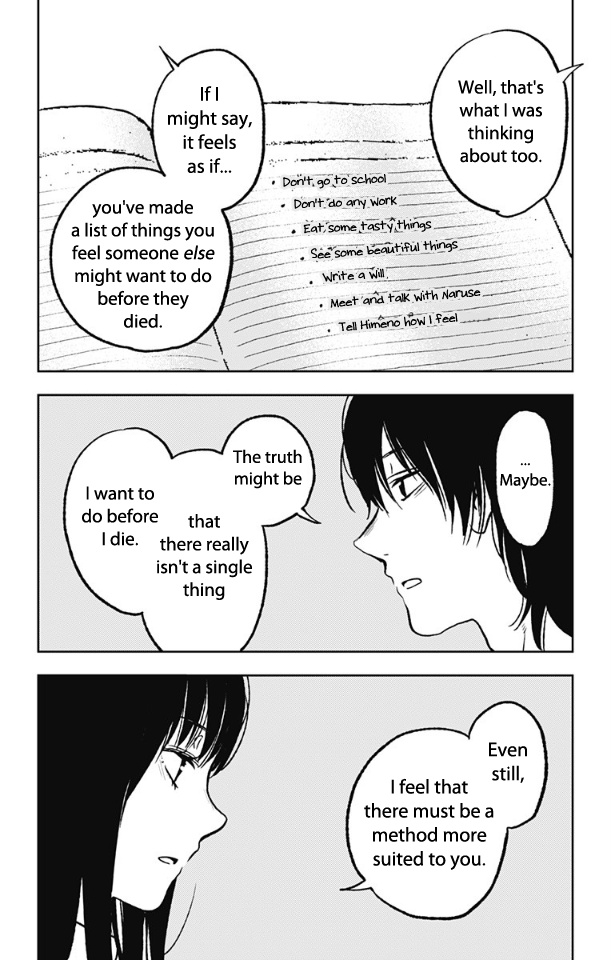 Well, that's
what I was
thinking
about too.
If I
might say,
it feels
as if...
you've made
a list of things you
feel someone else
might want to do
before they
died.
• Don't go to school
• Don't do any work
• Eat some tasty things
• See some beautiful things
• Write a will
• Meet and talk with Naruse
• Tell Himeno how I feel
...
Maybe.
The truth
might be
that
there really
isn't a single
thing
I want to
do before
I die.
Even
still,
I feel that
there must be a
method more
suited to you.